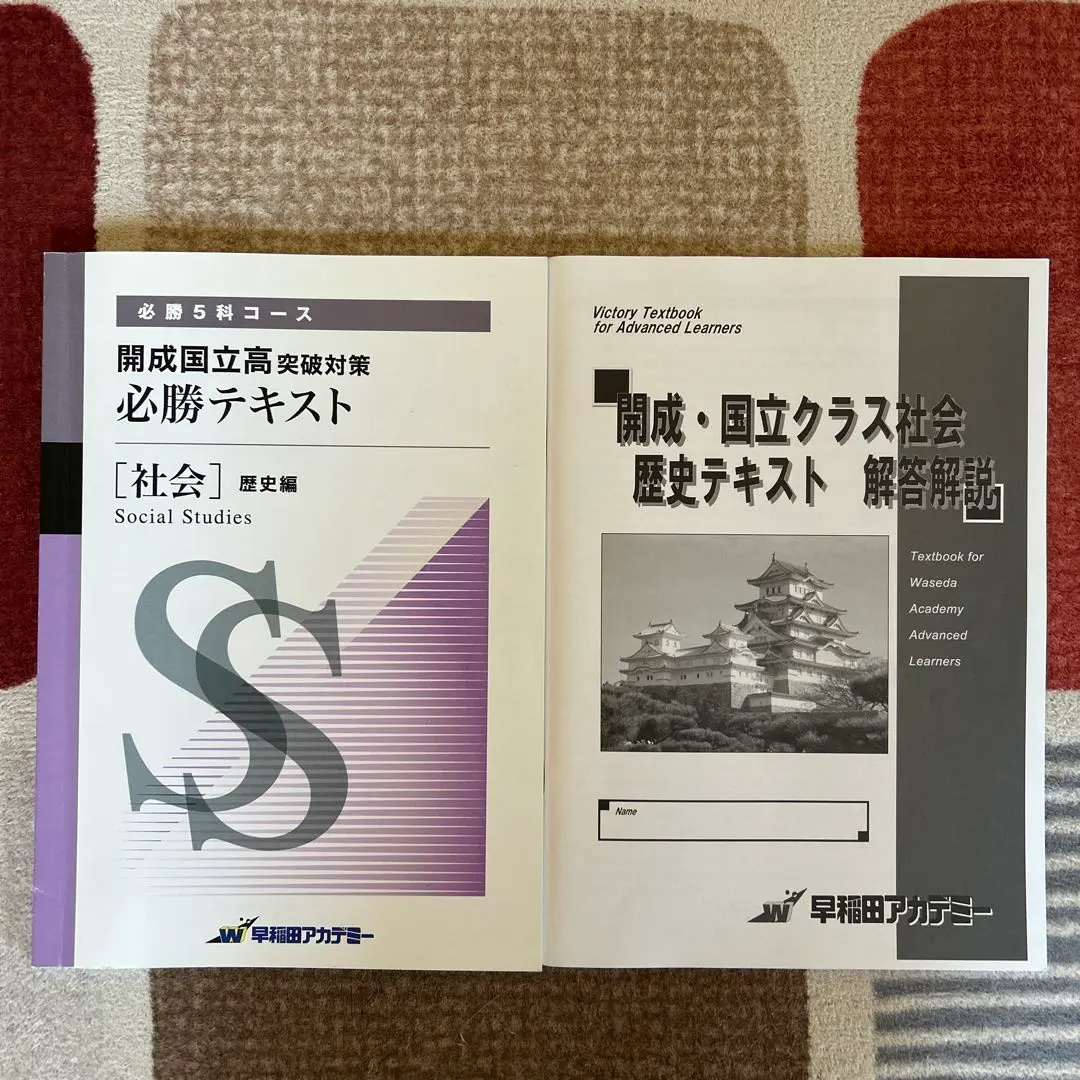 必勝5科コース
開成国立高突破対策
必勝テキスト
[社会] 歴史編
Social Studies
SS
W 早稲田アカデミー
Victory Textbook
for Advanced Learners
開成・国立クラス社会
歴史テキスト 解答解説
Textbook for
Waseda
Academy
Advanced
Learners
Name
W 早稲田アカデミー